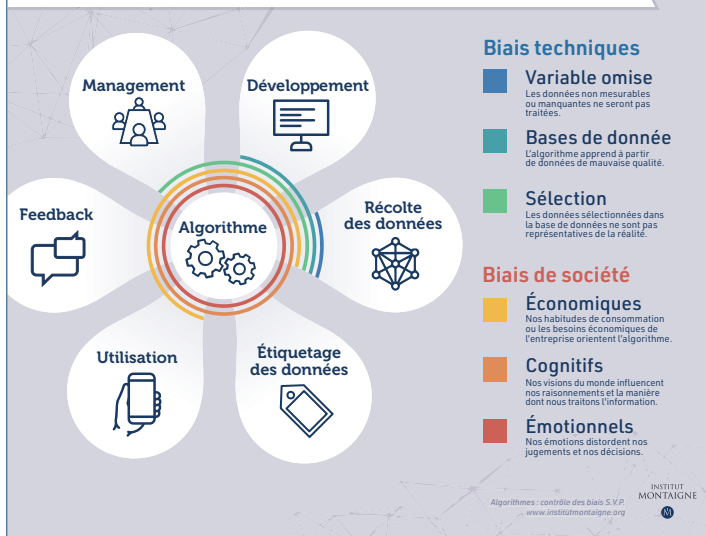 Management
Développement
Feedback
Algorithme
Récolte
des données
Utilisation
Étiquetage
des données
Biais techniques
Variable omise
Les données non mesurables
ou manquantes ne seront pas
traitées.
Bases de donnée
L'algorithme apprend à partir
de données de mauvaise qualité.
Sélection
Les données sélectionnées dans
la base de données ne sont pas
représentatives de la réalité.
Biais de société
Économiques
Nos habitudes de consommation
ou les besoins économiques de
l'entreprise orientent l'algorithme.
Cognitifs
Nos visions du monde influencent
nos raisonnements et la manière
dont nous traitons l'information.
Émotionnels
Nos émotions distordent nos
jugements et nos décisions.
Algorithmes : contrôle des biais S.V.P.
www.institutmontaigne.org
INSTITUT
MONTAIGNE
M